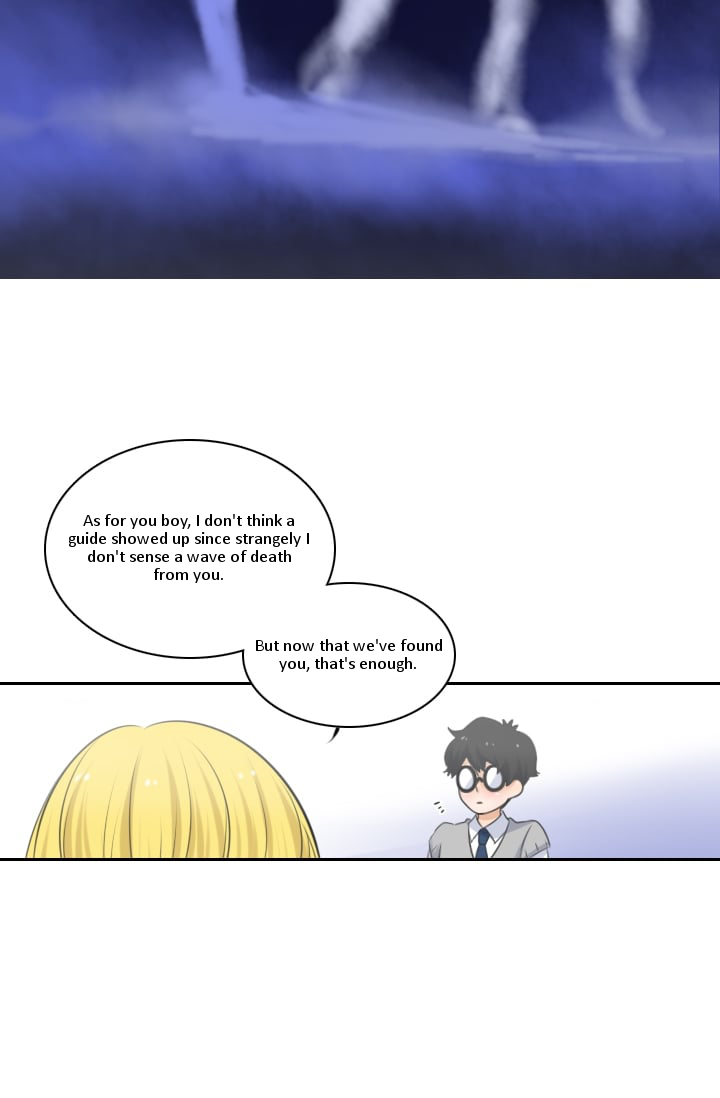 As for you boy, I don't think a
guide showed up since strangely I
don't sense a wave of death
from you.
But now that we've found
you, that's enough.